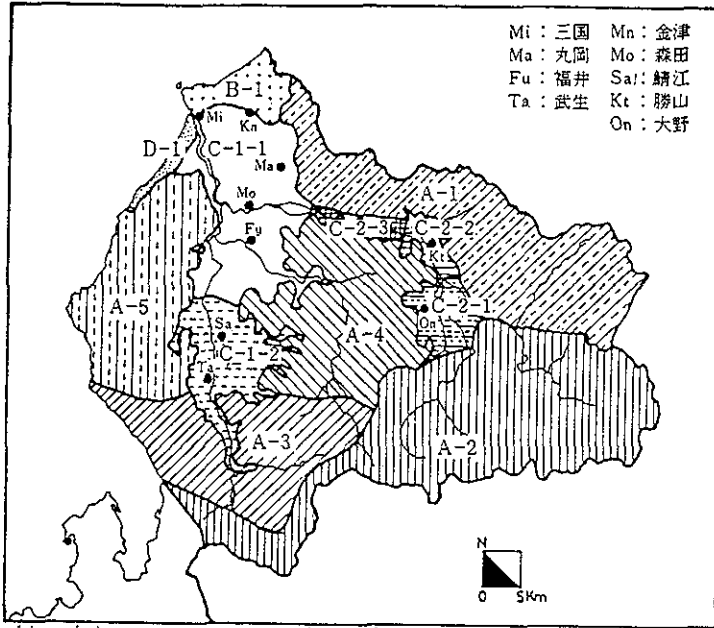 Mi：三国 Mn：金津
Ma：丸岡 Mo：森田
Fu：福井 Sa：鯖江
Ta：武生 Kt：勝山
On：大野
B-1
Mi
Kn
D-1
C-1-1
Ma
A-1
Mo
C-2-3
C-2-2
Fu
Kt
A-5
C-2-1
Sa
On
A-4
C-1-2
Ta
A-3
A-2
N
0 5Km